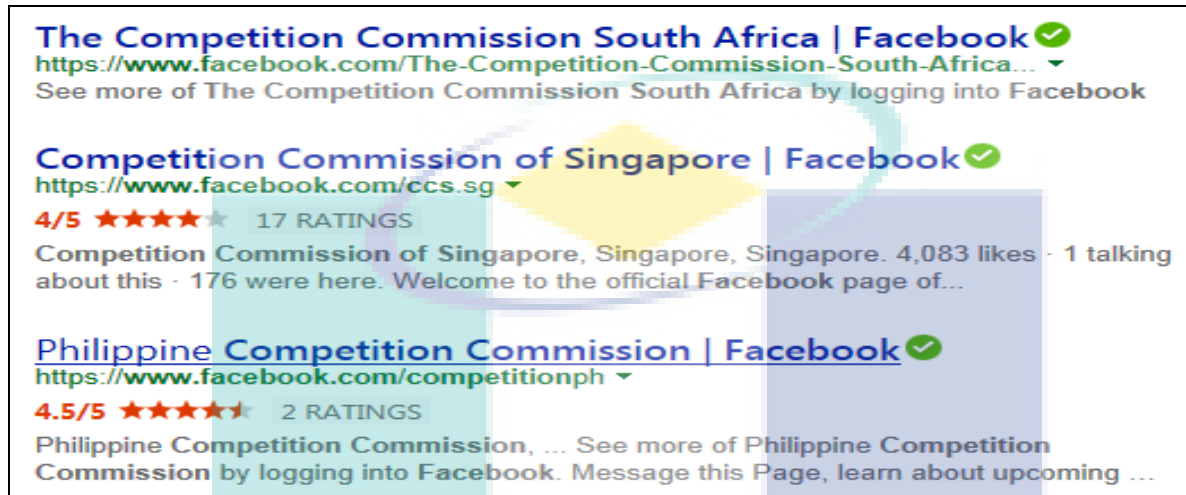 The Competition Commission South Africa | Facebook
https://www.facebook.com/The-Competition-Commission-South-Africa...
See more of The Competition Commission South Africa by logging into Facebook
Competition Commission of Singapore | Facebook
https://www.facebook.com/ccs.sg
4/5 17 RATINGS
Competition Commission of Singapore, Singapore, Singapore. 4,083 likes · 1 talking
about this · 176 were here. Welcome to the official Facebook page of...
Philippine Competition Commission | Facebook
https://www.facebook.com/competitionph
4.5/5 2 RATINGS
Philippine Competition Commission, ... See more of Philippine Competition
Commission by logging into Facebook. Message this Page, learn about upcoming ...